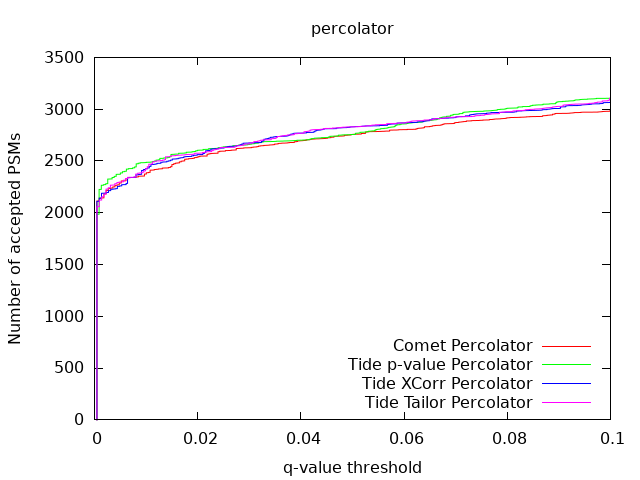 percolator
3500
3000
2500
2000
1500
1000
500
0
Number of accepted PSMs
Comet Percolator
Tide p-value Percolator
Tide XCorr Percolator
Tide Tailor Percolator
0 0.02 0.04 0.06 0.08 0.1
q-value threshold